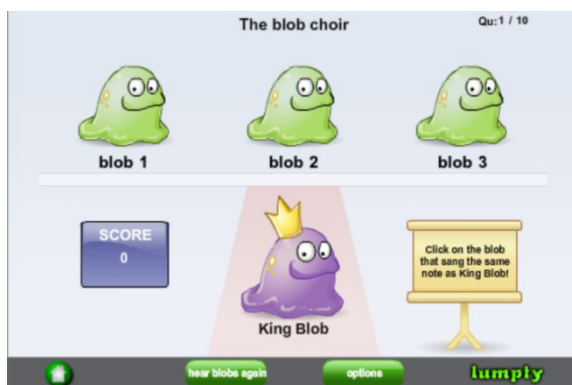 The blob choir
Qu:1 / 10
blob 1
blob 2
blob 3
SCORE
0
Click on the blob
that sang the same
note as King Blob!
King Blob
hear blobs again
options
lumpty